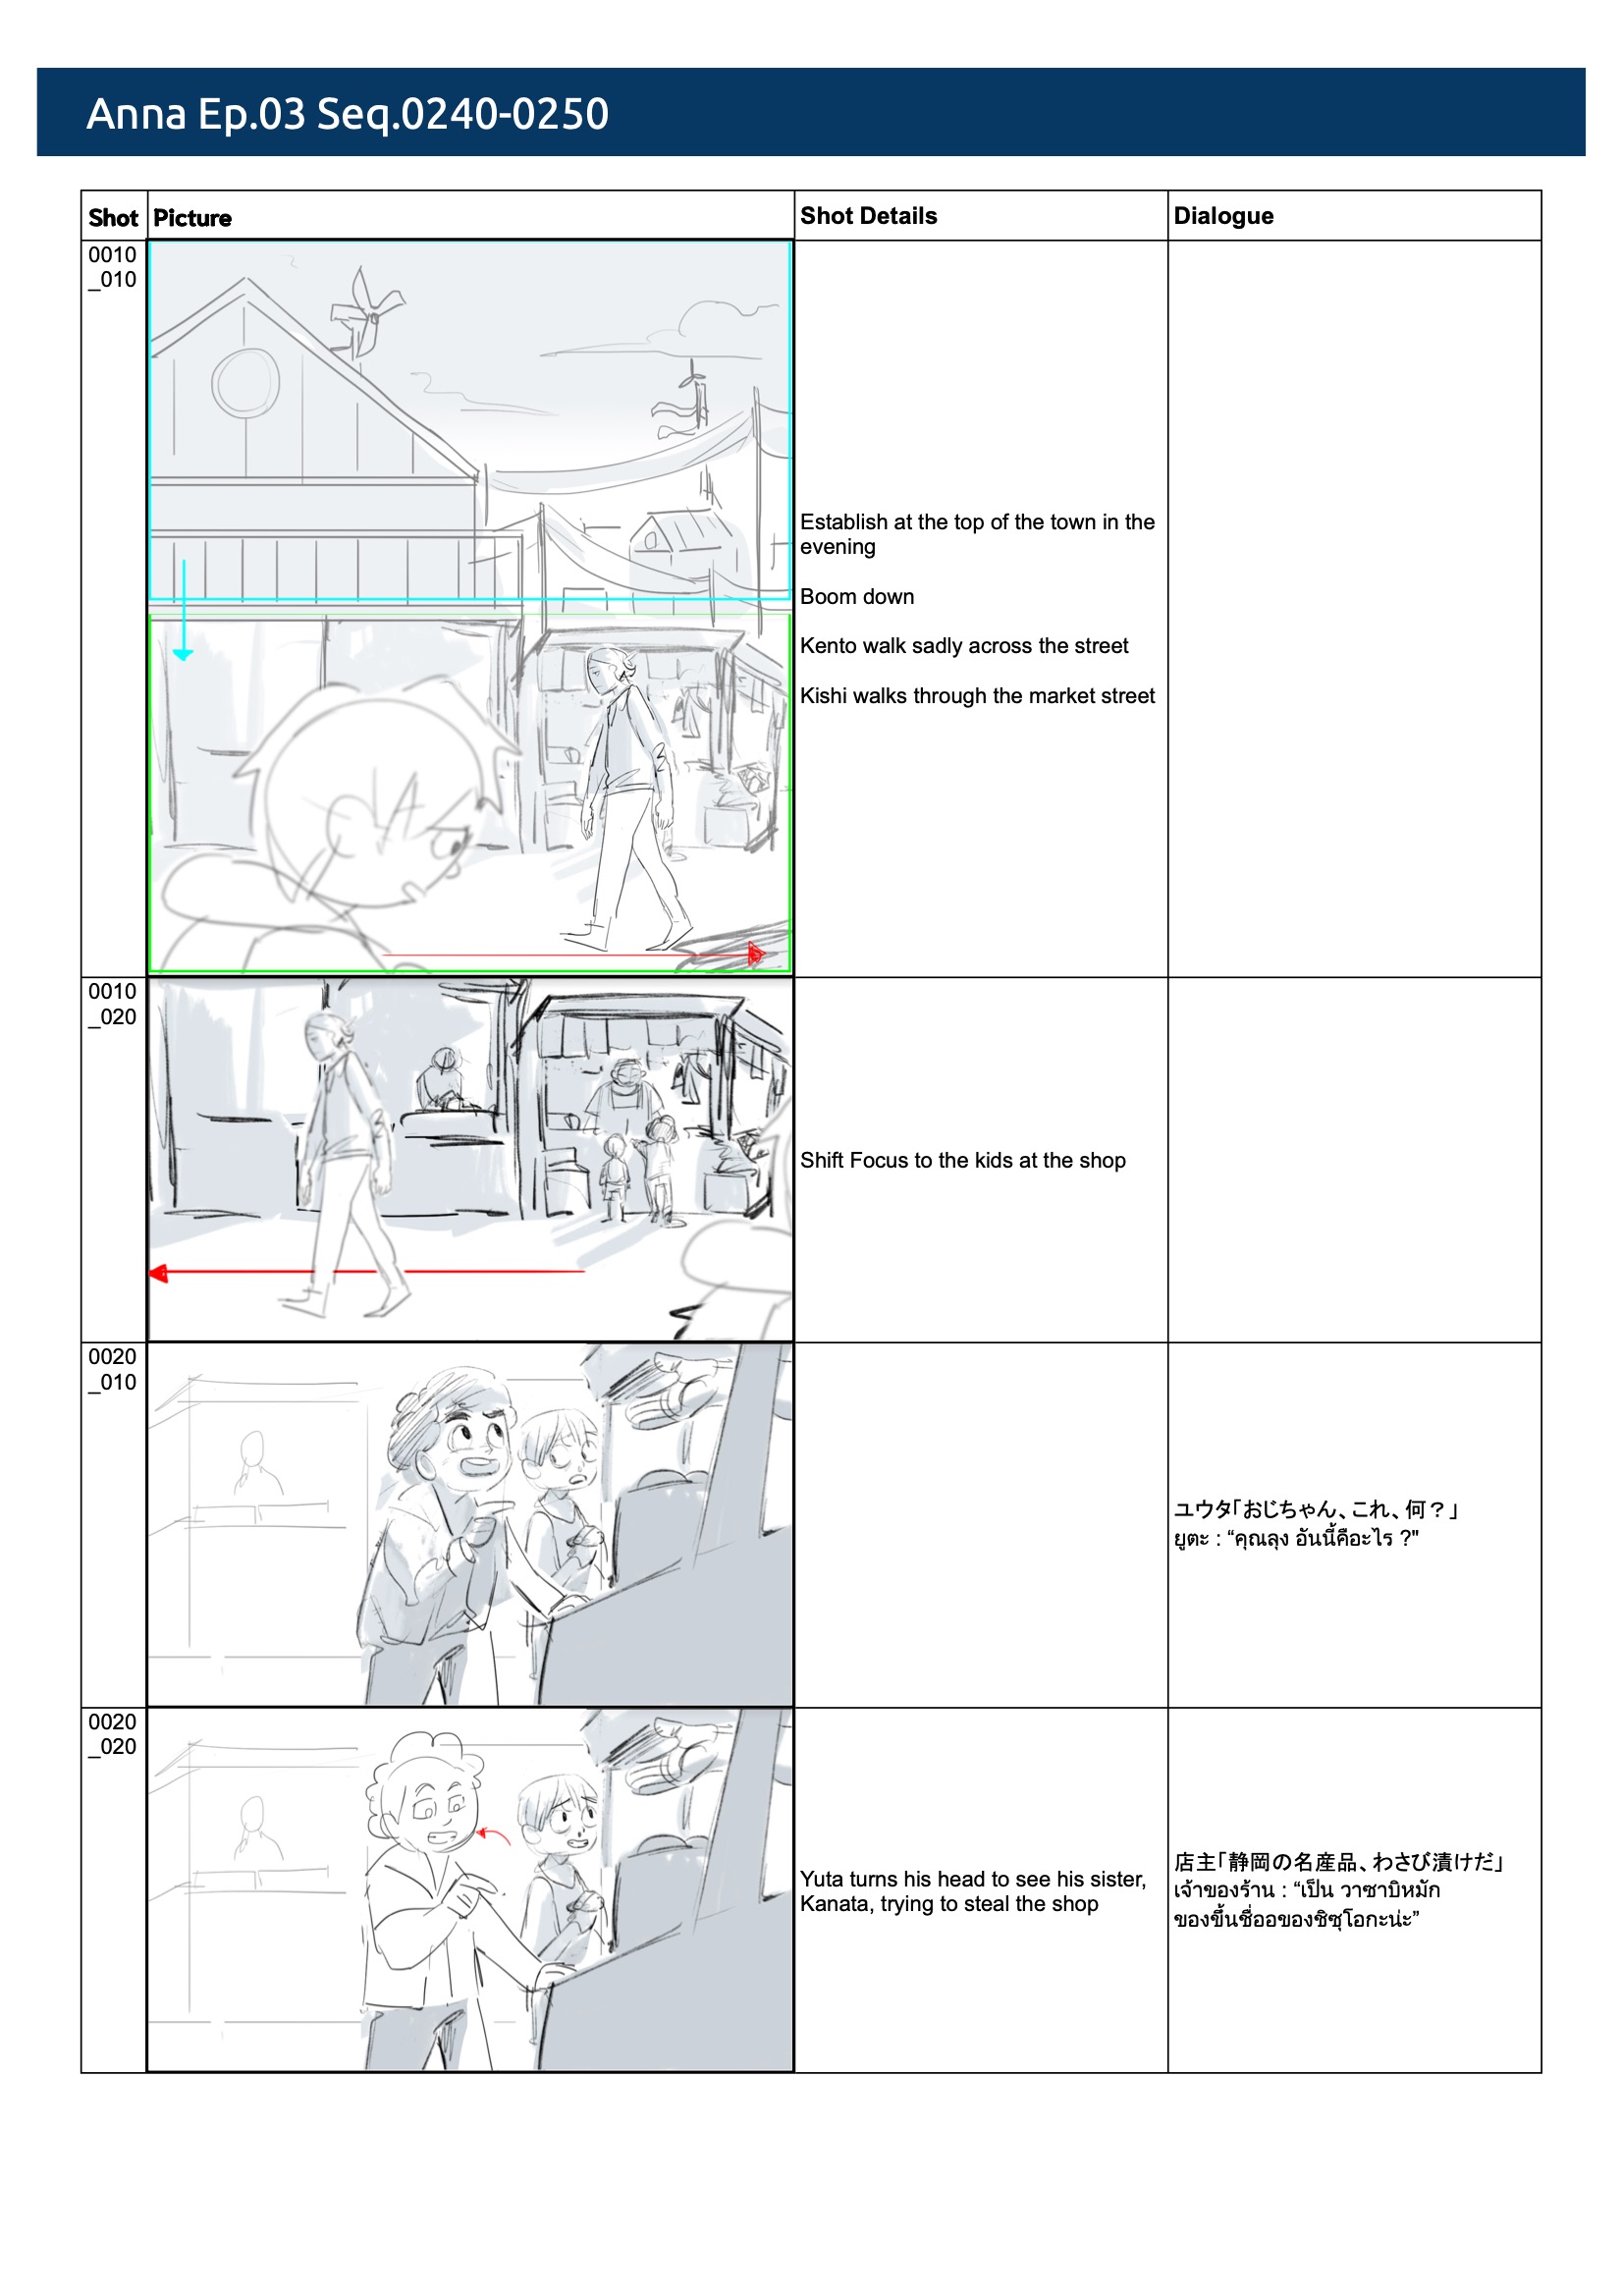 Anna Ep.03 Seq.0240-0250
Shot Picture Shot Details Dialogue
0010
_010
Establish at the top of the town in the
evening
Boom down
Kento walk sadly across the street
Kishi walks through the market street
0010
_020
Shift Focus to the kids at the shop
0020
_010
ユウタ「おじちゃん、これ、何？」
ยูตะ : “คุณลุง อันนี้คือะไร ?"
0020
_020
Yuta turns his head to see his sister,
Kanata, trying to steal the shop
店主「静岡の名産品、わさび漬けだ」
เจ้าของร้าน : “เป็น วาซาบิหมัก
ของขึ้นชื่ออของชิซุโอกะน่ะ”